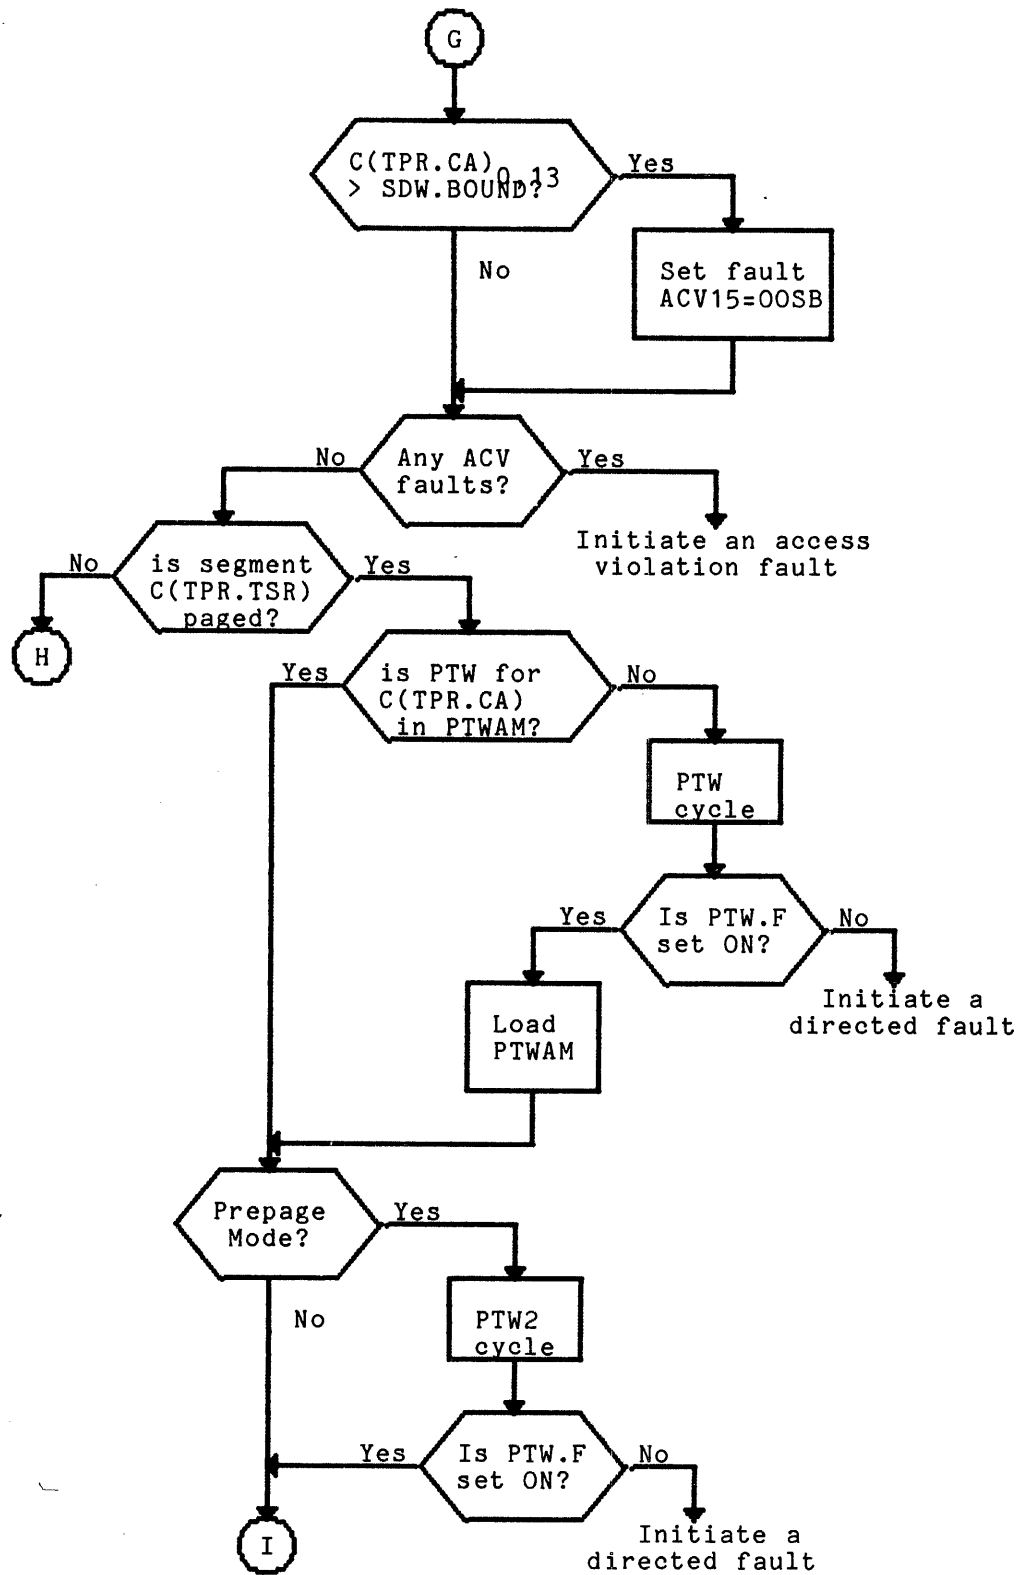 G
C(TPR.CA)0,13
> SDW.BOUND?
Yes
No
Set fault
ACV15=OOSB
No
Any ACV
faults?
Yes
Initiate an access
violation fault
No
is segment
C(TPR.TSR)
paged?
Yes
H
Yes
is PTW for
C(TPR.CA)
in PTWAM?
No
PTW
cycle
Yes
Is PTW.F
set ON?
No
Initiate a
directed fault
Load
PTWAM
Prepage
Mode?
Yes
No
PTW2
cycle
Yes
Is PTW.F
set ON?
No
Initiate a
directed fault
I